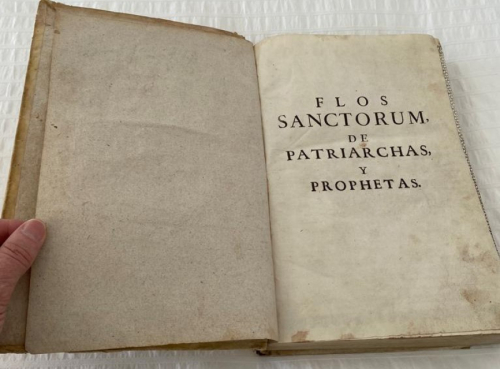 FLOS
SANCTORUM,
DE
PATRIARCHAS,
Y
PROPHETAS.